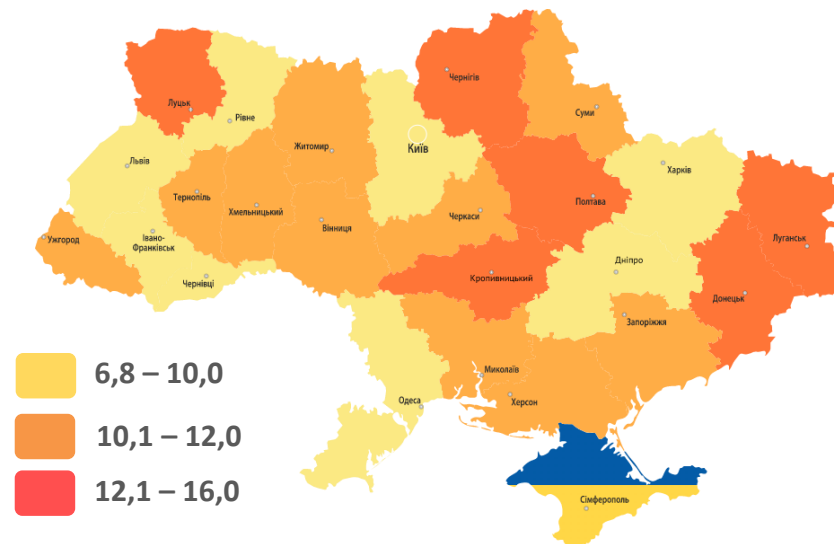 Чернігів
Луцьк
Суми
Рівне
Житомир
Київ
Львів
Харків
Тернопіль
Хмельницький
Полтава
Черкаси
Вінниця
Ужгород
Івано-
Франківськ
Луганськ
Дніпро
Кропивницький
Чернівці
Донецьк
Запоріжжя
6,8 – 10,0
Миколаїв
Одеса
Херсон
10,1 – 12,0
12,1 – 16,0
Сімферополь